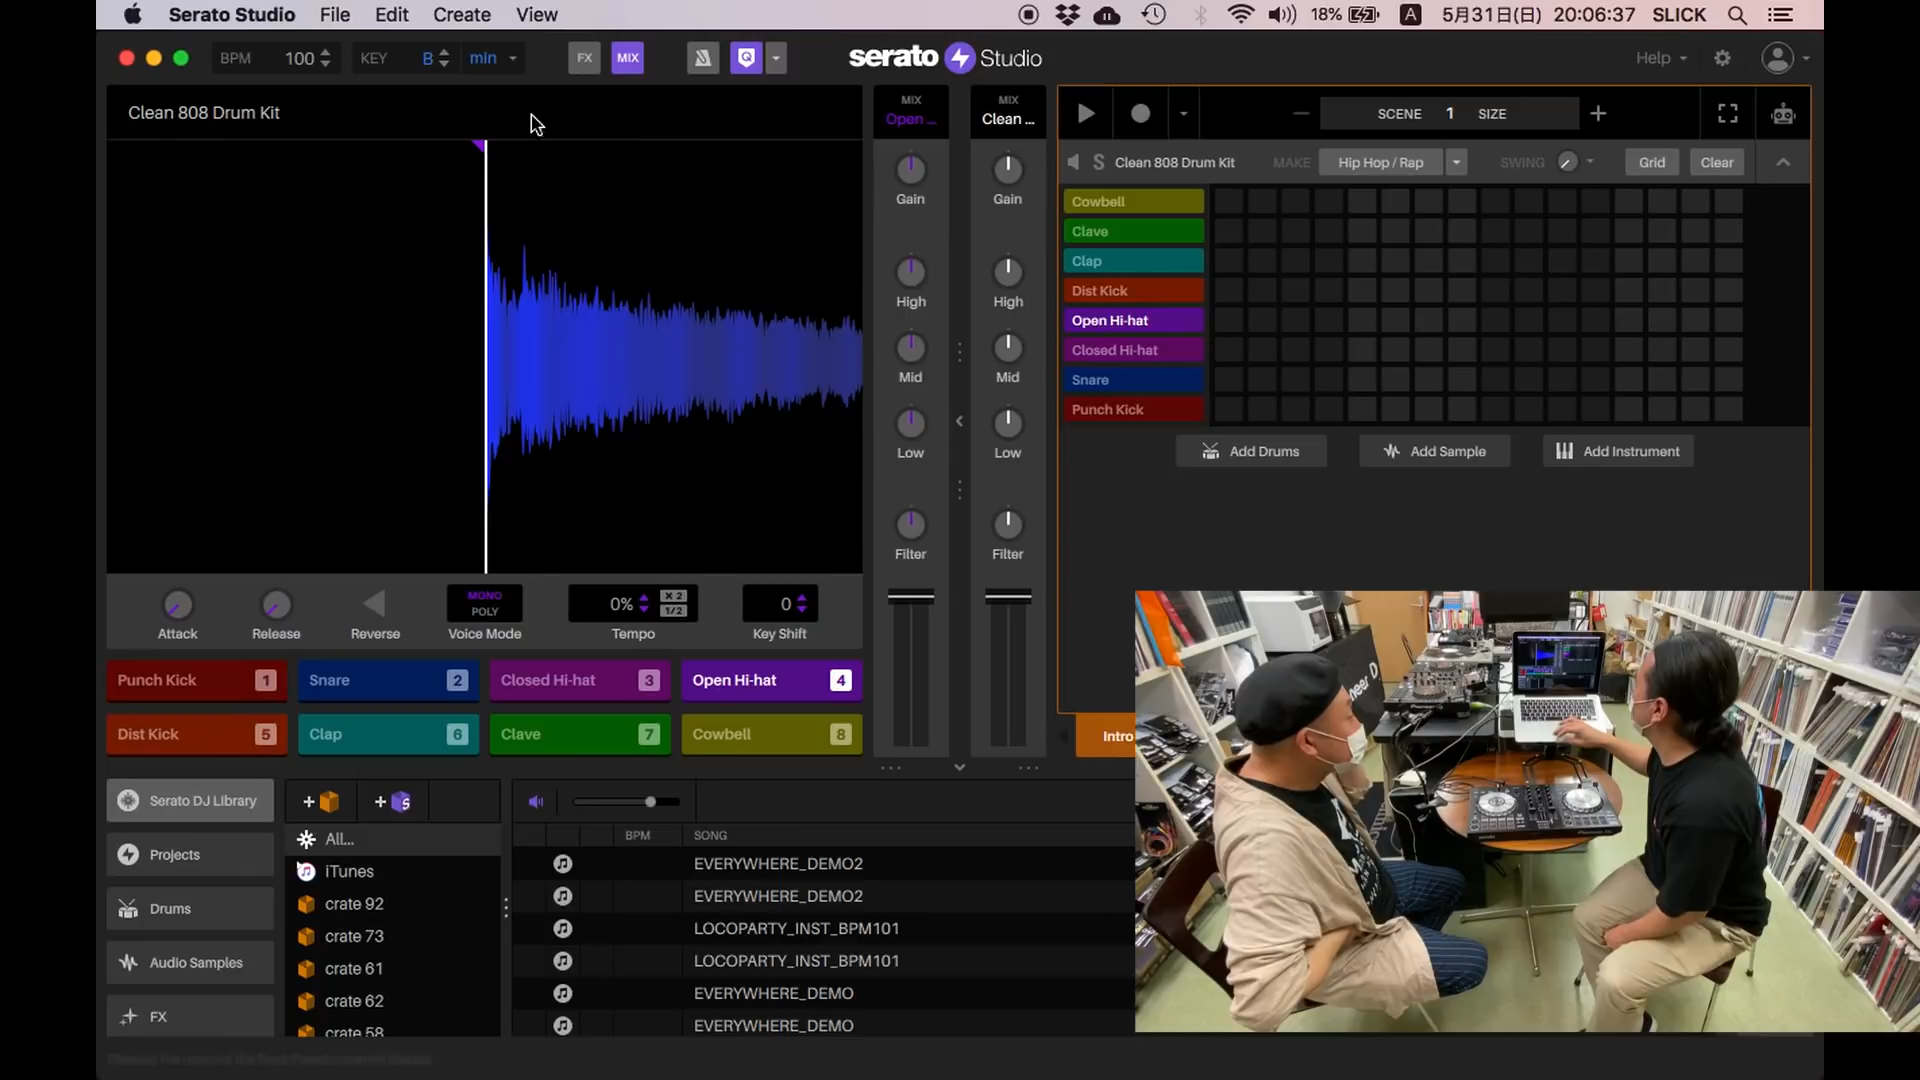 Serato Studio File Edit Create View
18% A 5月31日(日) 20:06:37 SLICK
BPM 100 KEY B min FX MIX
serato Studio
Help
Clean 808 Drum Kit
MIX
Open ...
MIX
Clean ...
SCENE 1 SIZE
S Clean 808 Drum Kit MAKE Hip Hop / Rap SWING Grid Clear
Gain
Gain
High
High
Mid
Mid
Low
Low
Filter
Filter
Cowbell
Clave
Clap
Dist Kick
Open Hi-hat
Closed Hi-hat
Snare
Punch Kick
Add Drums
Add Sample
Add Instrument
Intro
MONO
POLY
0%
X 2
1/2
0
Attack
Release
Reverse
Voice Mode
Tempo
Key Shift
Punch Kick 1
Snare 2
Closed Hi-hat 3
Open Hi-hat 4
Dist Kick 5
Clap 6
Clave 7
Cowbell 8
Serato DJ Library
Projects
Drums
Audio Samples
FX
All...
iTunes
crate 92
crate 73
crate 61
crate 62
crate 58
BPM SONG
EVERYWHERE_DEMO2
EVERYWHERE_DEMO2
LOCOPARTY_INST_BPM101
LOCOPARTY_INST_BPM101
EVERYWHERE_DEMO
EVERYWHERE_DEMO